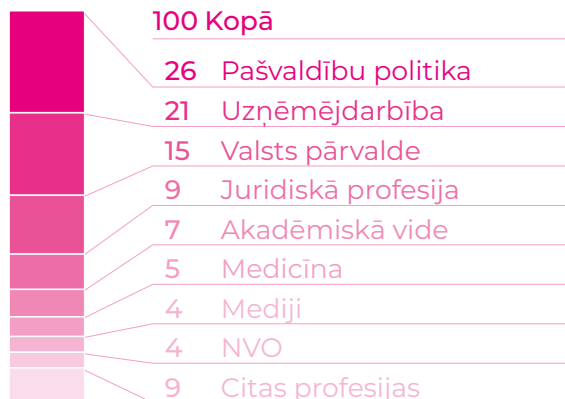 100 Kopā
26 Pašvaldību politika
21 Uzņēmējdarbība
15 Valsts pārvalde
9 Juridiskā profesija
7 Akadēmiskā vide
5 Medicīna
4 Mediji
4 NVO
9 Citas profesijas